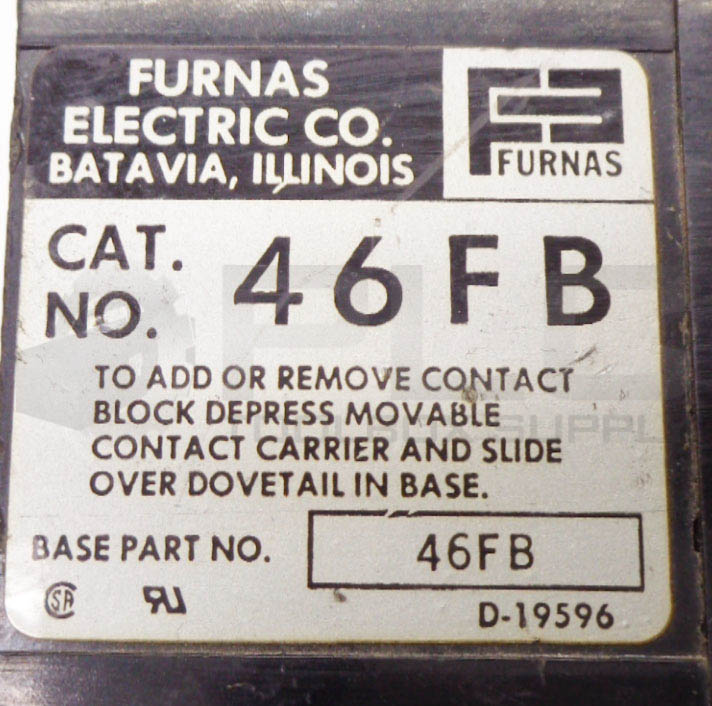 FURNAS
ELECTRIC CO.
BATAVIA, ILLINOIS
FURNAS
CAT. NO. 46FB
TO ADD OR REMOVE CONTACT
BLOCK DEPRESS MOVABLE
CONTACT CARRIER AND SLIDE
OVER DOVETAIL IN BASE.
BASE PART NO. 46FB
SA
D-19596